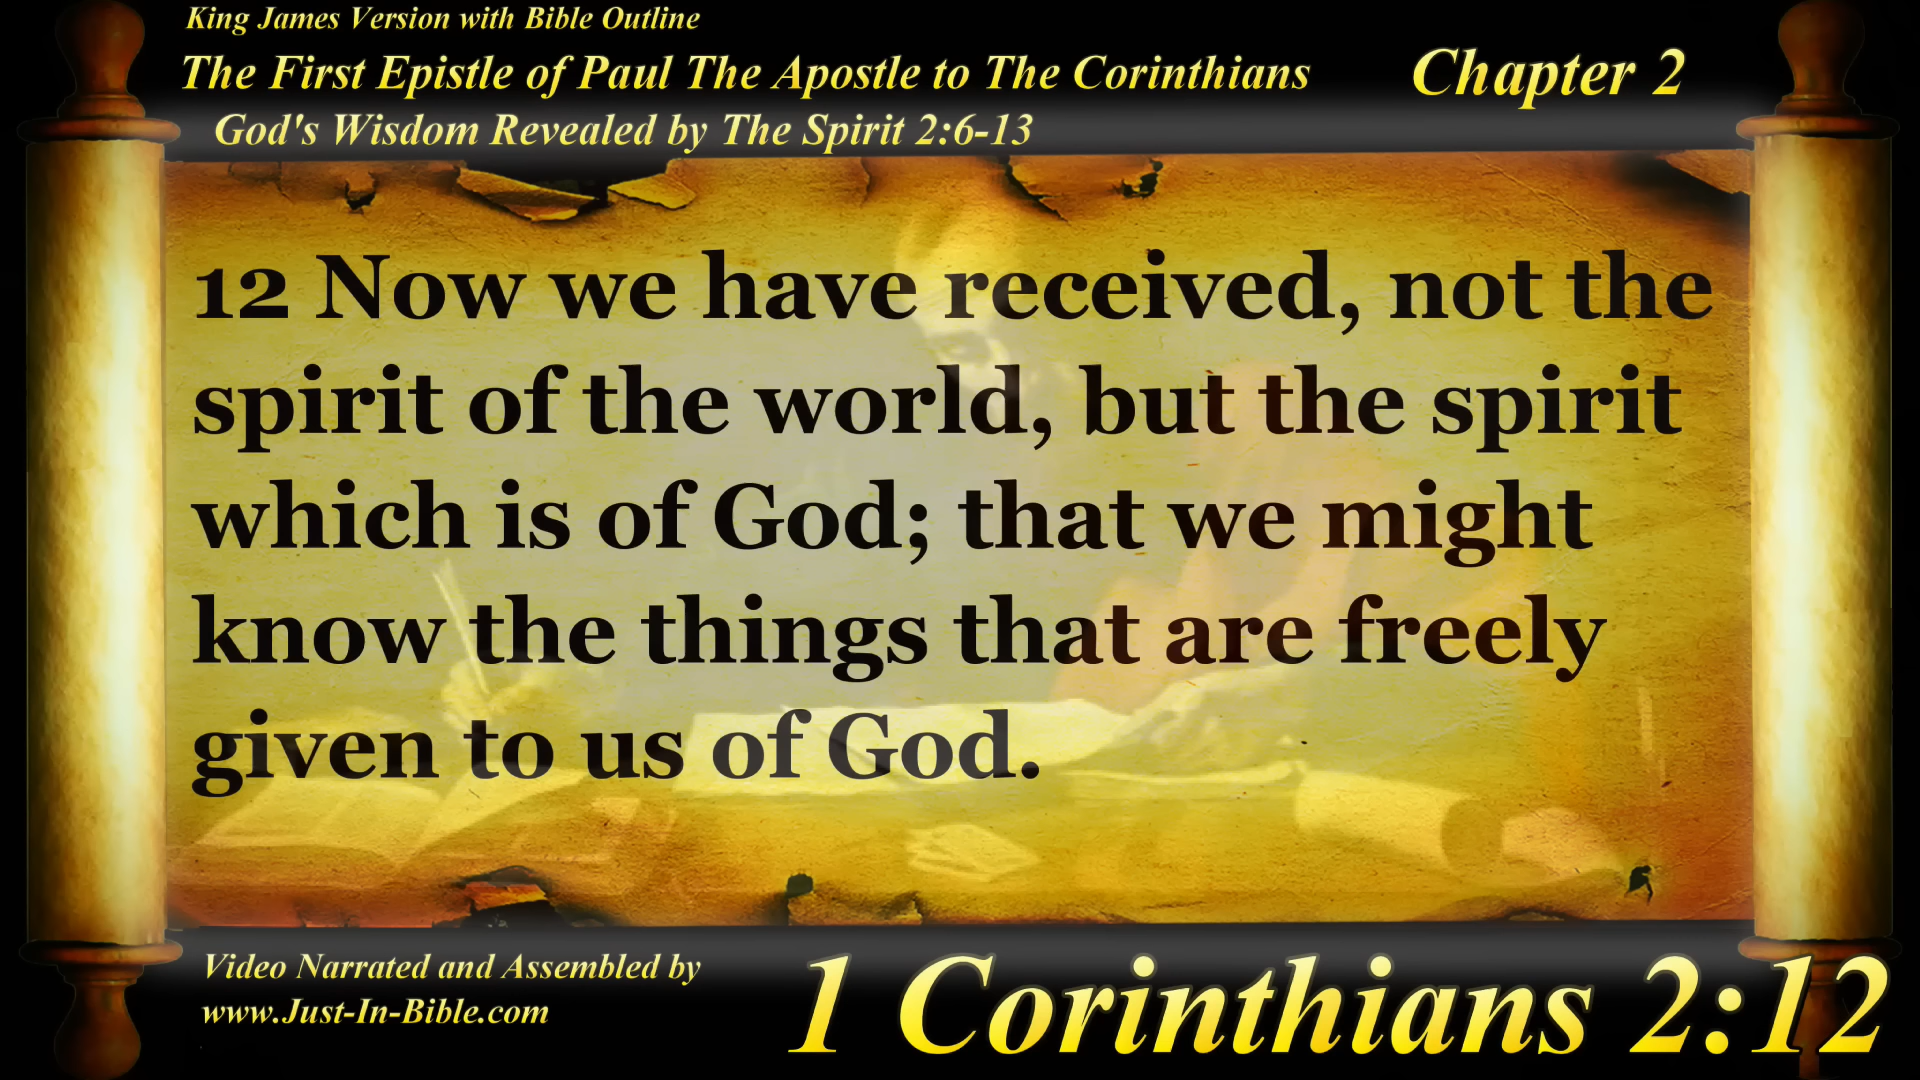 King James Version with Bible Outline
The First Epistle of Paul The Apostle to The Corinthians
Chapter 2
God's Wisdom Revealed by The Spirit 2:6-13
12 Now we have received, not the
spirit of the world, but the spirit
which is of God; that we might
know the things that are freely
given to us of God.
Video Narrated and Assembled by
www.Just-In-Bible.com
1 Corinthians 2:12